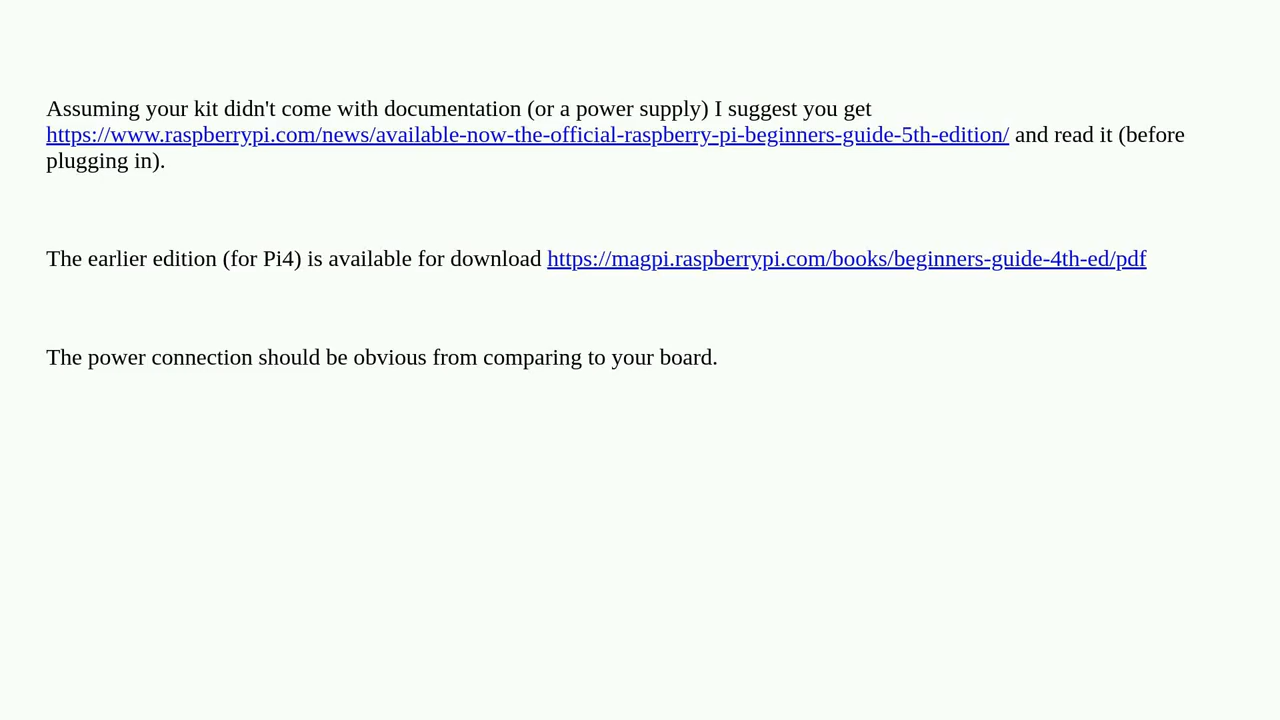 Assuming your kit didn't come with documentation (or a power supply) I suggest you get
https://www.raspberrypi.com/news/available-now-the-official-raspberry-pi-beginners-guide-5th-edition/ and read it (before
plugging in).
The earlier edition (for Pi4) is available for download https://magpi.raspberrypi.com/books/beginners-guide-4th-ed/pdf
The power connection should be obvious from comparing to your board.